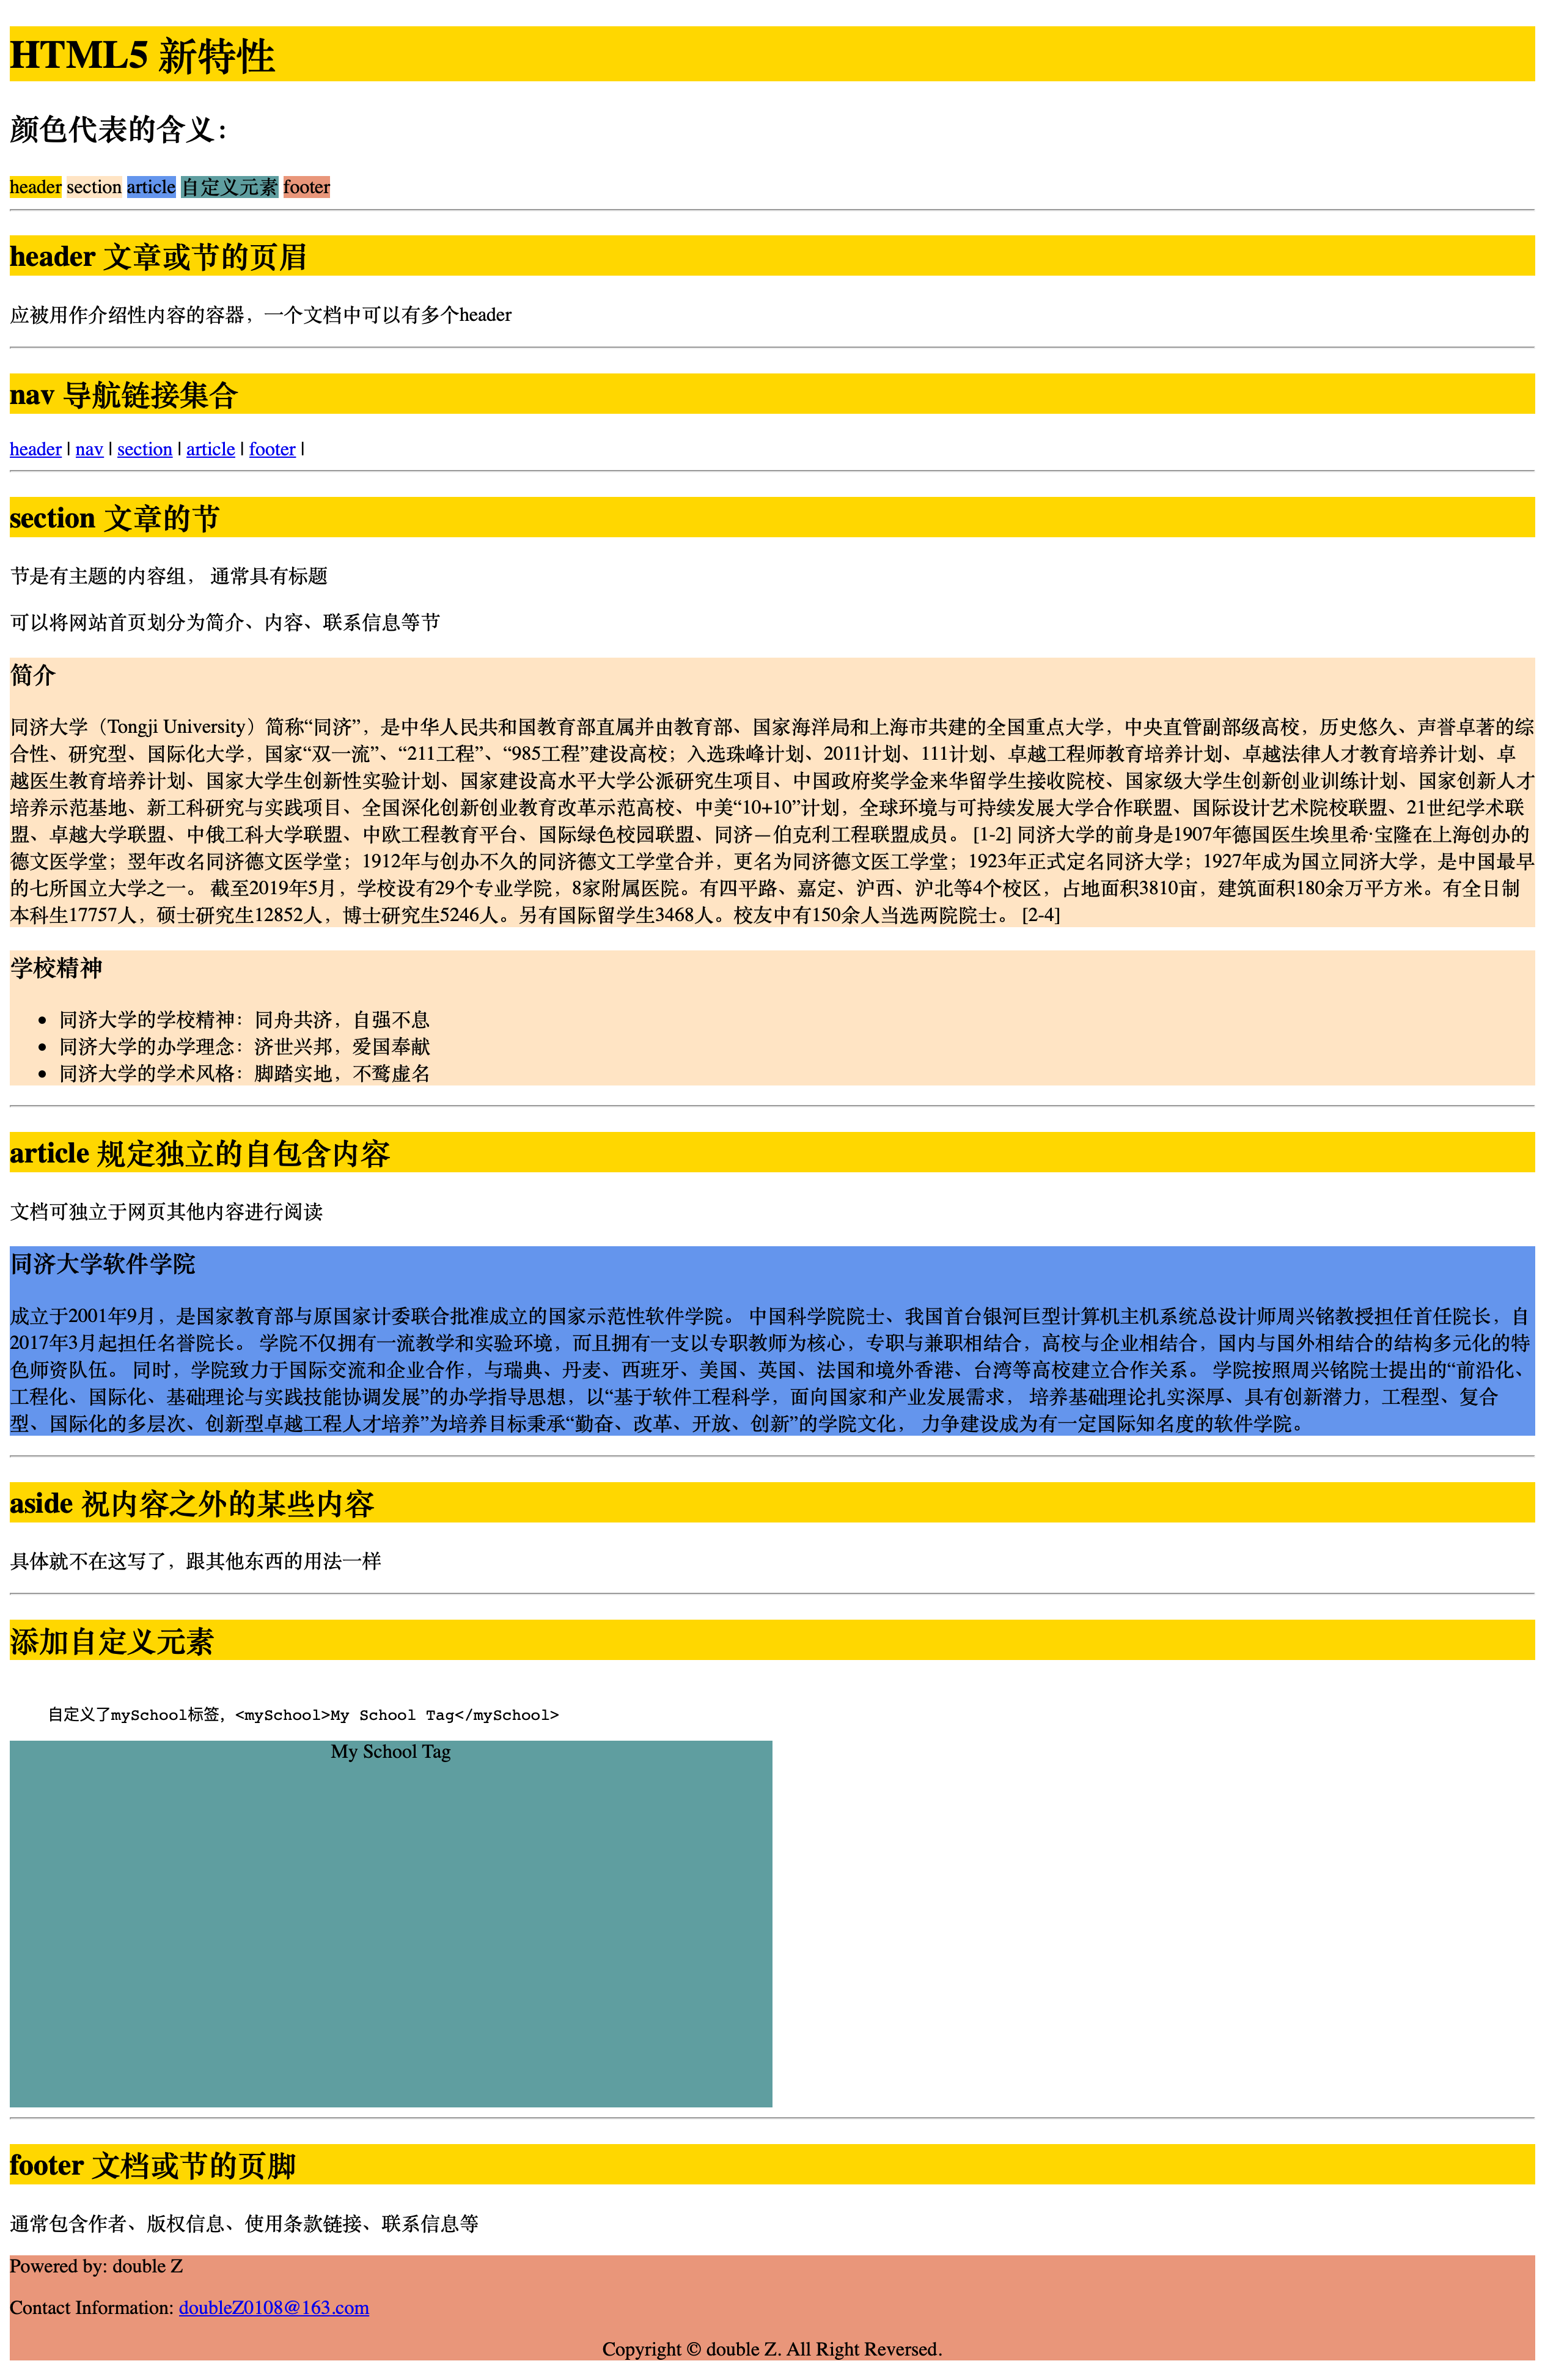 HTML5 新特性
颜色代表的含义：
header section article 自定义元素 footer
header 文章或节的页眉
应被用作介绍性内容的容器，一个文档中可以有多个header
nav 导航链接集合
header | nav | section | article | footer |
section 文章的节
节是有主题的内容组， 通常具有标题
可以将网站首页划分为简介、内容、联系信息等节
简介
同济大学（Tongji University）简称“同济”，是中华人民共和国教育部直属并由教育部、国家海洋局和上海市共建的全国重点大学，中央直管副部级高校，历史悠久、声誉卓著的综
合性、研究型、国际化大学，国家“双一流”、“211工程”、“985工程”建设高校；入选珠峰计划、2011计划、111计划、卓越工程师教育培养计划、卓越法律人才教育培养计划、卓
越医生教育培养计划、国家大学生创新性实验计划、国家建设高水平大学公派研究生项目、中国政府奖学金来华留学生接收院校、国家级大学生创新创业训练计划、国家创新人才
培养示范基地、新工科研究与实践项目、全国深化创新创业教育改革示范高校、中美“10+10”计划，全球环境与可持续发展大学合作联盟、国际设计艺术院校联盟、21世纪学术联
盟、卓越大学联盟、中俄工科大学联盟、中欧工程教育平台、国际绿色校园联盟、同济—伯克利工程联盟成员。 [1-2] 同济大学的前身是1907年德国医生埃里希·宝隆在上海创办的
德文医学堂；翌年改名同济德文医学堂；1912年与创办不久的同济德文工学堂合并，更名为同济德文医工学堂；1923年正式定名同济大学；1927年成为国立同济大学，是中国最早
的七所国立大学之一。 截至2019年5月，学校设有29个专业学院，8家附属医院。有四平路、嘉定、沪西、沪北等4个校区，占地面积3810亩，建筑面积180余万平方米。有全日制
本科生17757人，硕士研究生12852人，博士研究生5246人。另有国际留学生3468人。校友中有150余人当选两院院士。 [2-4]
学校精神
• 同济大学的学校精神：同舟共济，自强不息
• 同济大学的办学理念：济世兴邦，爱国奉献
• 同济大学的学术风格：脚踏实地，不骛虚名
article 规定独立的自包含内容
文档可独立于网页其他内容进行阅读
同济大学软件学院
成立于2001年9月，是国家教育部与原国家计委联合批准成立的国家示范性软件学院。 中国科学院院士、我国首台银河巨型计算机主机系统总设计师周兴铭教授担任首任院长，自
2017年3月起担任名誉院长。 学院不仅拥有一流教学和实验环境，而且拥有一支以专职教师为核心，专职与兼职相结合，高校与企业相结合，国内与国外相结合的结构多元化的特
色师资队伍。 同时，学院致力于国际交流和企业合作，与瑞典、丹麦、西班牙、美国、英国、法国和境外香港、台湾等高校建立合作关系。 学院按照周兴铭院士提出的“前沿化、
工程化、国际化、基础理论与实践技能协调发展”的办学指导思想，以“基于软件工程科学，面向国家和产业发展需求， 培养基础理论扎实深厚、具有创新潜力，工程型、复合
型、国际化的多层次、创新型卓越工程人才培养”为培养目标秉承“勤奋、改革、开放、创新”的学院文化， 力争建设成为有一定国际知名度的软件学院。
aside 祝内容之外的某些内容
具体就不在这写了，跟其他东西的用法一样
添加自定义元素
自定义了mySchool标签，<mySchool>My School Tag</mySchool>
My School Tag
footer 文档或节的页脚
通常包含作者、版权信息、使用条款链接、联系信息等
Powered by: double Z
Contact Information: doubleZ0108@163.com
Copyright © double Z. All Right Reversed.